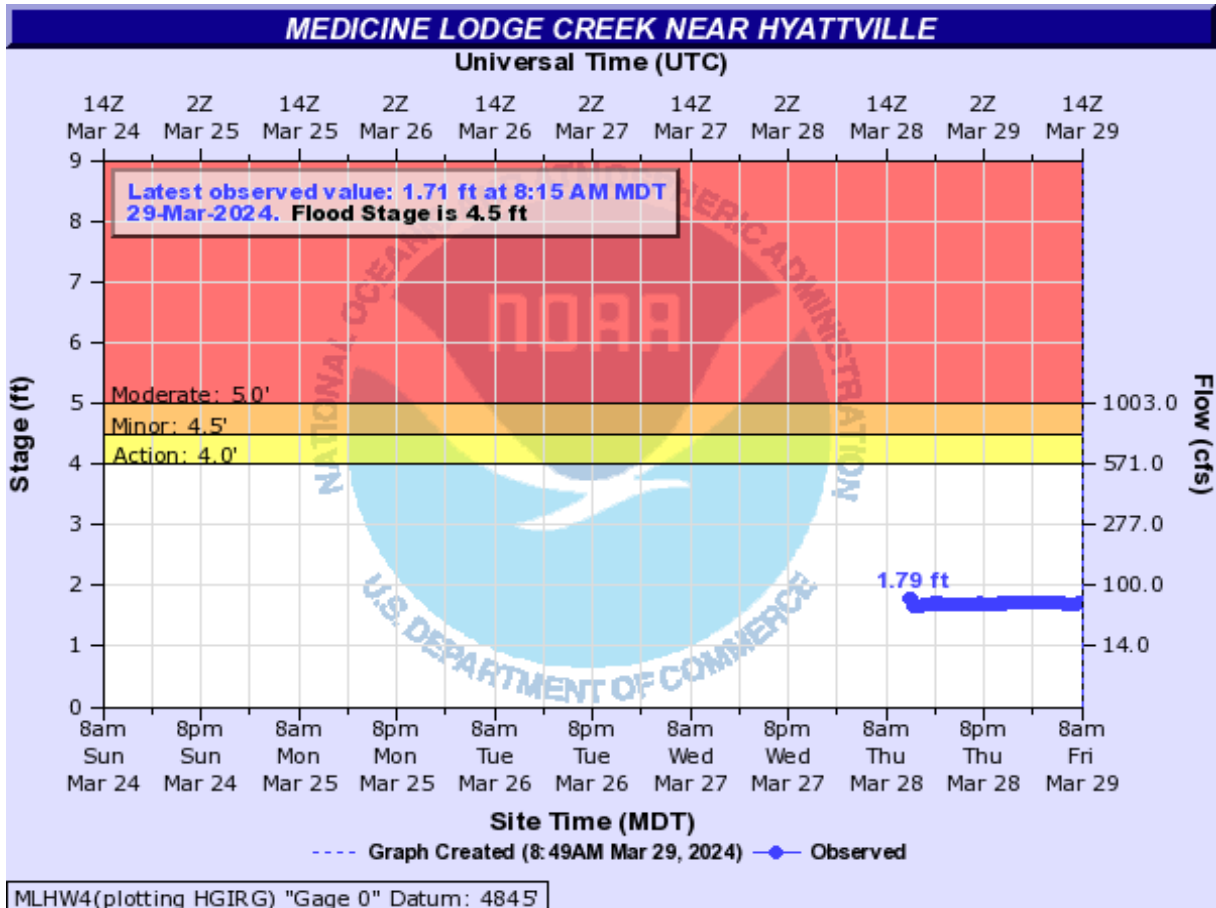 MEDICINE LODGE CREEK NEAR HYATTVILLE
Universal Time (UTC)
14Z 2Z 14Z 2Z 14Z 2Z 14Z 2Z 14Z 2Z 14Z
Mar 24 Mar 25 Mar 25 Mar 26 Mar 26 Mar 27 Mar 27 Mar 28 Mar 28 Mar 29 Mar 29
Latest observed value: 1.71 ft at 8:15 AM MDT
29-Mar-2024. Flood Stage is 4.5 ft
NATIONAL OCEANIC AND ATMOSPHERIC ADMINISTRATION
NOAA
U.S. DEPARTMENT OF COMMERCE
Stage (ft)
9
8
7
6
5
4
3
2
1
0
Moderate: 5.0'
Minor: 4.5'
Action: 4.0'
1.79 ft
Flow (cfs)
1003.0
571.0
277.0
100.0
14.0
8am 8pm 8am 8pm 8am 8pm 8am 8pm 8am 8pm 8am
Sun Sun Mon Mon Tue Tue Wed Wed Thu Thu Fri
Mar 24 Mar 24 Mar 25 Mar 25 Mar 26 Mar 26 Mar 27 Mar 27 Mar 28 Mar 28 Mar 29
Site Time (MDT)
Graph Created (8:49AM Mar 29, 2024) Observed
MLHW4(plotting HGIRG) "Gage 0" Datum: 4845'